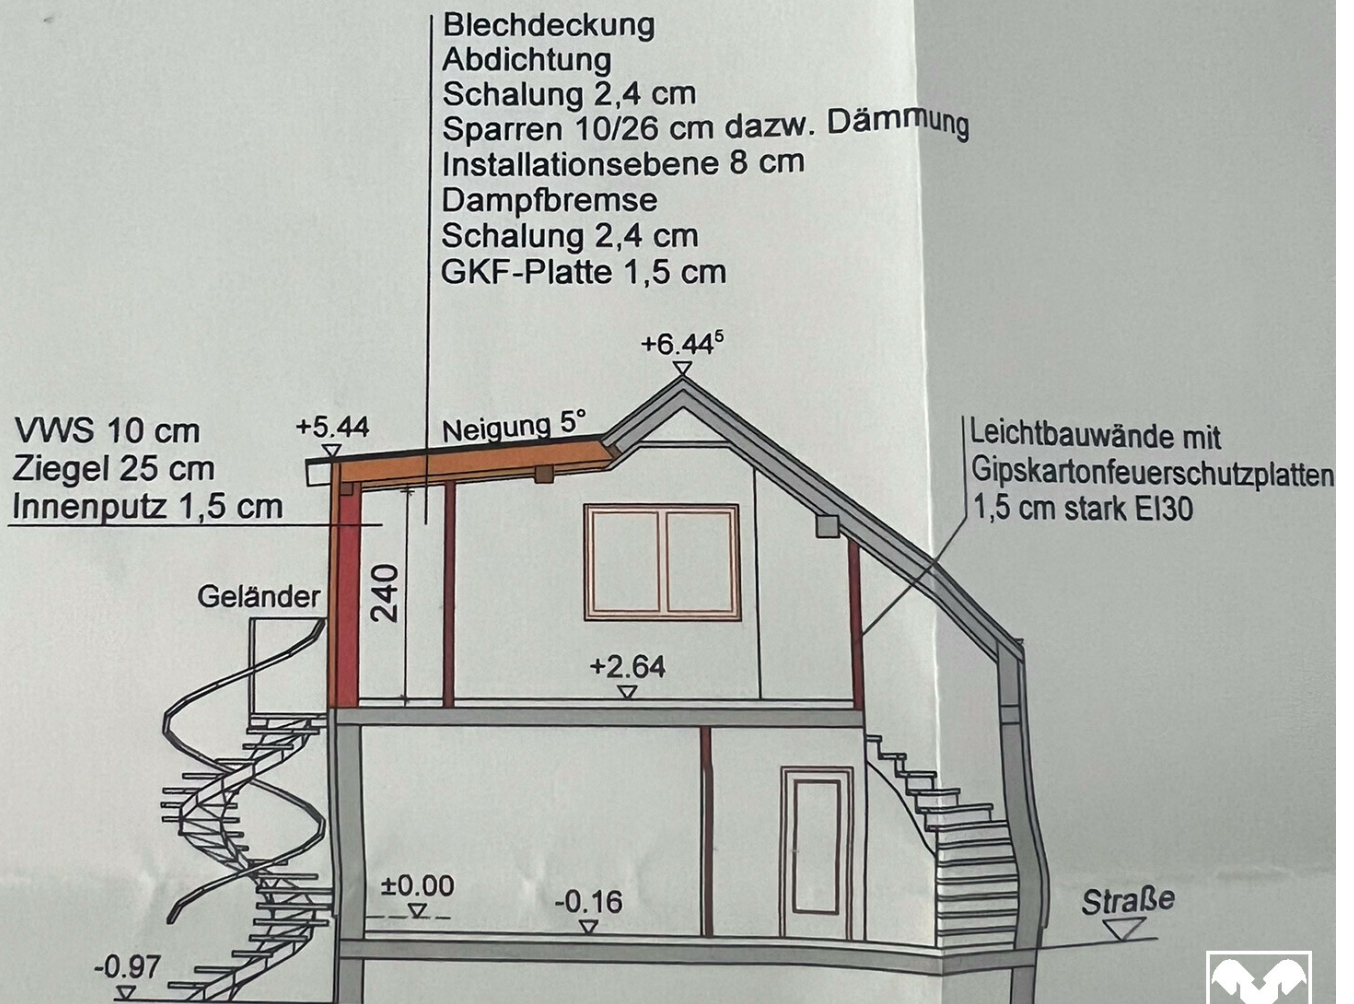 Blechdeckung
Abdichtung
Schalung 2,4 cm
Sparren 10/26 cm dazw. Dämmung
Installationsebene 8 cm
Dampfbremse
Schalung 2,4 cm
GKF-Platte 1,5 cm
+6.44⁵
VWS 10 cm
Ziegel 25 cm
Innenputz 1,5 cm
+5.44
Neigung 5°
Leichtbauwände mit
Gipskartonfeuerschutzplatten
1,5 cm stark EI30
Geländer
240
+2.64
±0.00
-0.16
Straße
-0.97